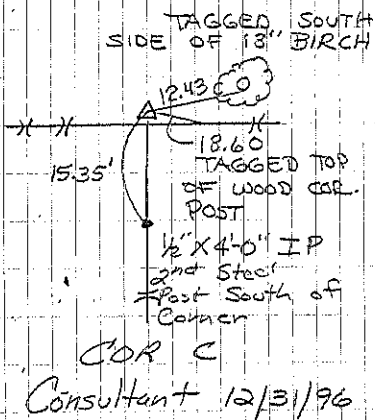 TAGGED SOUTH
SIDE OF 13" BIRCH
12.43
18.60
TAGGED TOP
OF WOOD COR.
POST
15.35'
½" X 4'-0" IP
2nd Steel
Post South of
Corner
COR C
Consultant 12/31/96